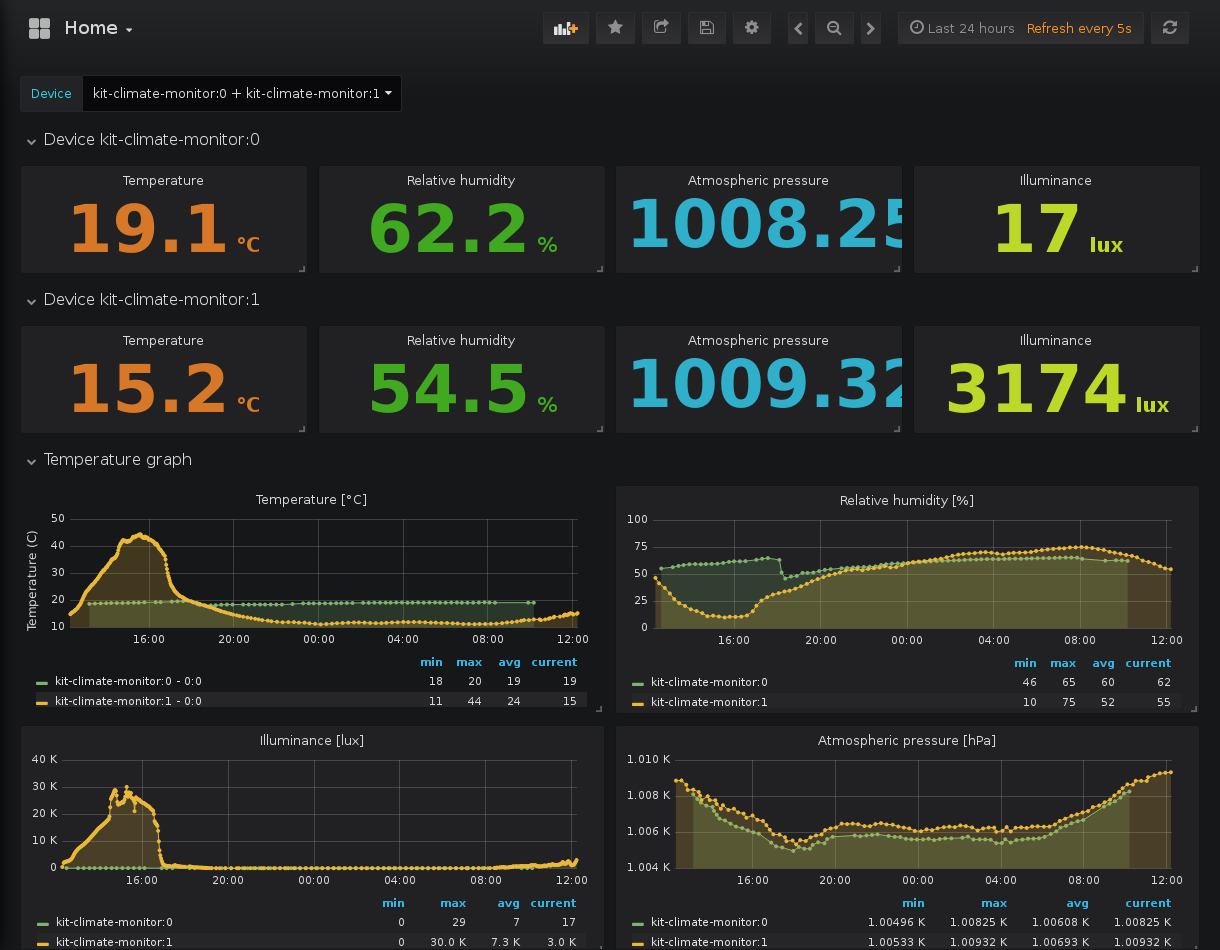 Home
Last 24 hours Refresh every 5s
Device kit-climate-monitor:0 + kit-climate-monitor:1
Device kit-climate-monitor:0
Temperature Relative humidity Atmospheric pressure Illuminance
19.1 °C 62.2 % 1008.25 17 lux
Device kit-climate-monitor:1
Temperature Relative humidity Atmospheric pressure Illuminance
15.2 °C 54.5 % 1009.32 3174 lux
Temperature graph
Temperature [°C]
Temperature (C)
50
40
30
20
10
16:00 20:00 00:00 04:00 08:00 12:00
min max avg current
kit-climate-monitor:0 - 0:0 18 20 19 19
kit-climate-monitor:1 - 0:0 11 44 24 15
Relative humidity [%]
100
75
50
25
0
16:00 20:00 00:00 04:00 08:00 12:00
min max avg current
kit-climate-monitor:0 46 65 60 62
kit-climate-monitor:1 10 75 52 55
Illuminance [lux]
40 K
30 K
20 K
10 K
0
16:00 20:00 00:00 04:00 08:00 12:00
min max avg current
kit-climate-monitor:0 0 29 7 17
kit-climate-monitor:1 0 30.0 K 7.3 K 3.0 K
Atmospheric pressure [hPa]
1.010 K
1.008 K
1.006 K
1.004 K
16:00 20:00 00:00 04:00 08:00 12:00
min max avg current
kit-climate-monitor:0 1.00496 K 1.00825 K 1.00608 K 1.00825 K
kit-climate-monitor:1 1.00533 K 1.00932 K 1.00693 K 1.00932 K